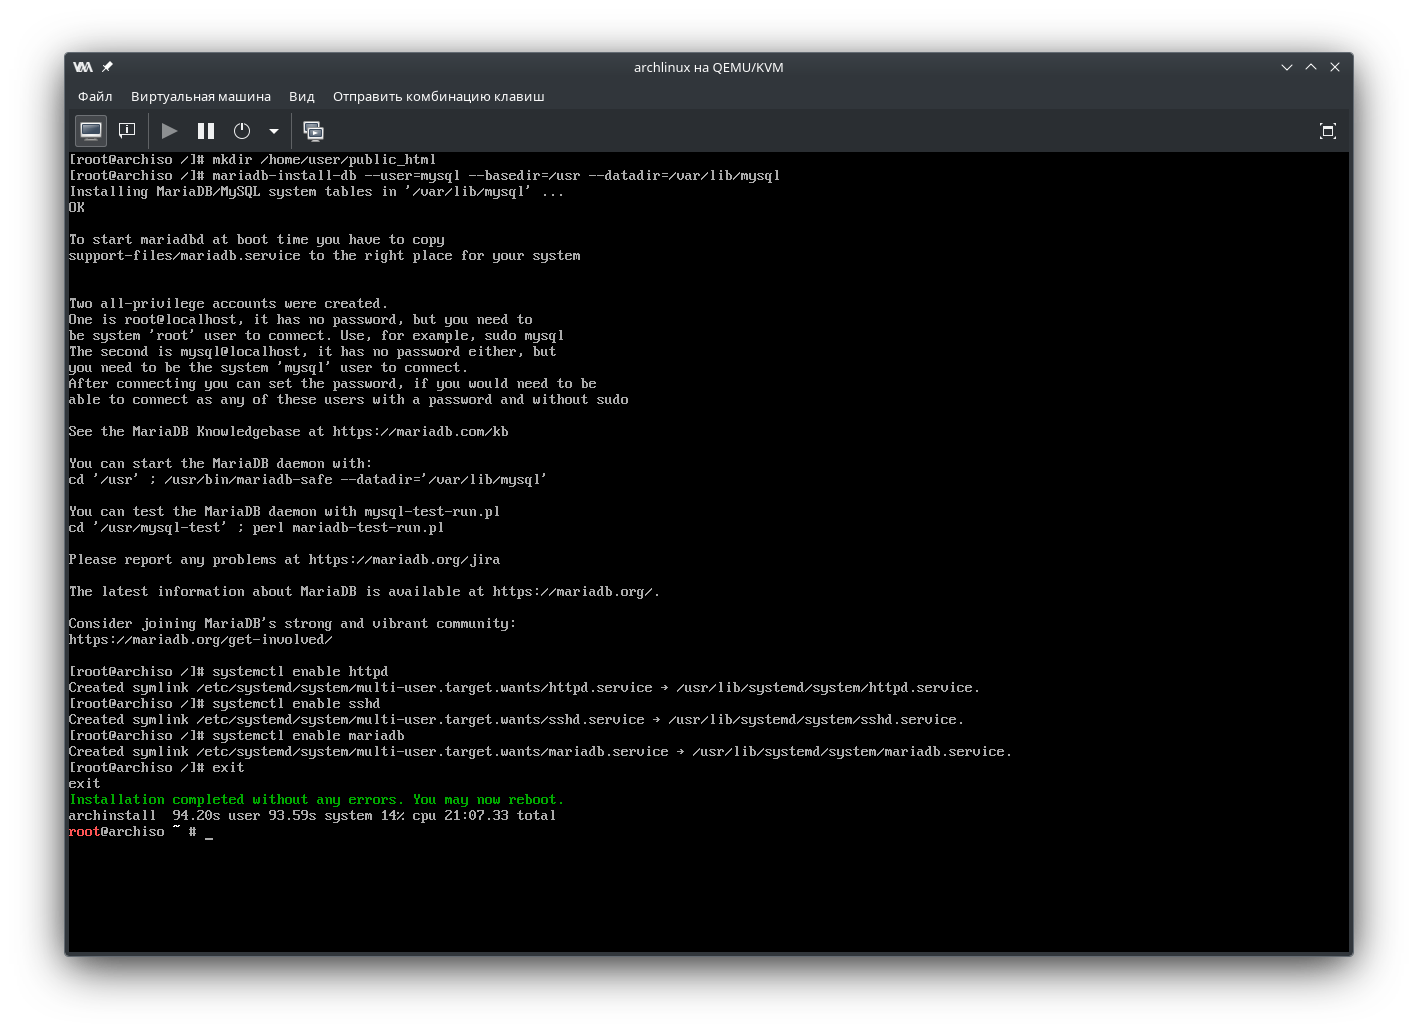 archlinux на QEMU/KVM
Файл Виртуальная машина Вид Отправить комбинацию клавиш
[root@archiso /]# mkdir /home/user/public_html
[root@archiso /]# mariadb-install-db --user=mysql --basedir=/usr --datadir=/var/lib/mysql
Installing MariaDB/MySQL system tables in '/var/lib/mysql' ...
OK
To start mariadbd at boot time you have to copy
support-files/mariadb.service to the right place for your system
Two all-privilege accounts were created.
One is root@localhost, it has no password, but you need to
be system 'root' user to connect. Use, for example, sudo mysql
The second is mysql@localhost, it has no password either, but
you need to be the system 'mysql' user to connect.
After connecting you can set the password, if you would need to be
able to connect as any of these users with a password and without sudo
See the MariaDB Knowledgebase at https://mariadb.com/kb
You can start the MariaDB daemon with:
cd '/usr' ; /usr/bin/mariadb-safe --datadir='/var/lib/mysql'
You can test the MariaDB daemon with mysql-test-run.pl
cd '/usr/mysql-test' ; perl mariadb-test-run.pl
Please report any problems at https://mariadb.org/jira
The latest information about MariaDB is available at https://mariadb.org/.
Consider joining MariaDB's strong and vibrant community:
https://mariadb.org/get-involved/
[root@archiso /]# systemctl enable httpd
Created symlink /etc/systemd/system/multi-user.target.wants/httpd.service → /usr/lib/systemd/system/httpd.service.
[root@archiso /]# systemctl enable sshd
Created symlink /etc/systemd/system/multi-user.target.wants/sshd.service → /usr/lib/systemd/system/sshd.service.
[root@archiso /]# systemctl enable mariadb
Created symlink /etc/systemd/system/multi-user.target.wants/mariadb.service → /usr/lib/systemd/system/mariadb.service.
[root@archiso /]# exit
exit
Installation completed without any errors. You may now reboot.
archinstall  94.20s user 93.59s system 14% cpu 21:07.33 total
root@archiso ~ # _